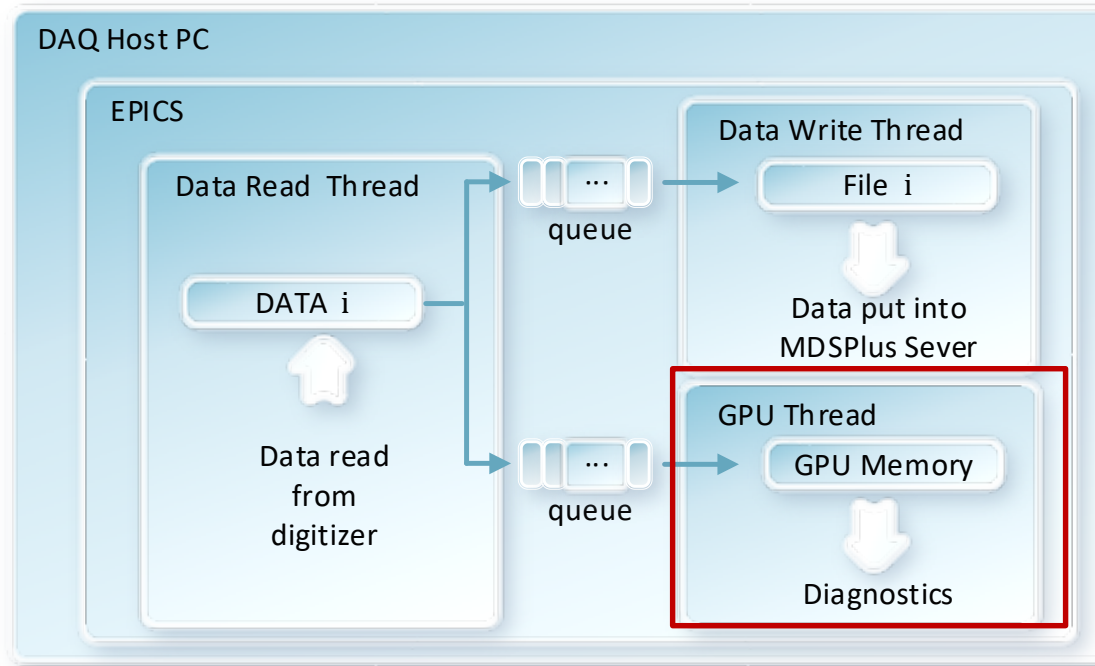 DAQ Host PC
EPICS
Data Read Thread
DATA i
Data read
from
digitizer
...
queue
Data Write Thread
File i
Data put into
MDSPlus Sever
...
queue
GPU Thread
GPU Memory
Diagnostics